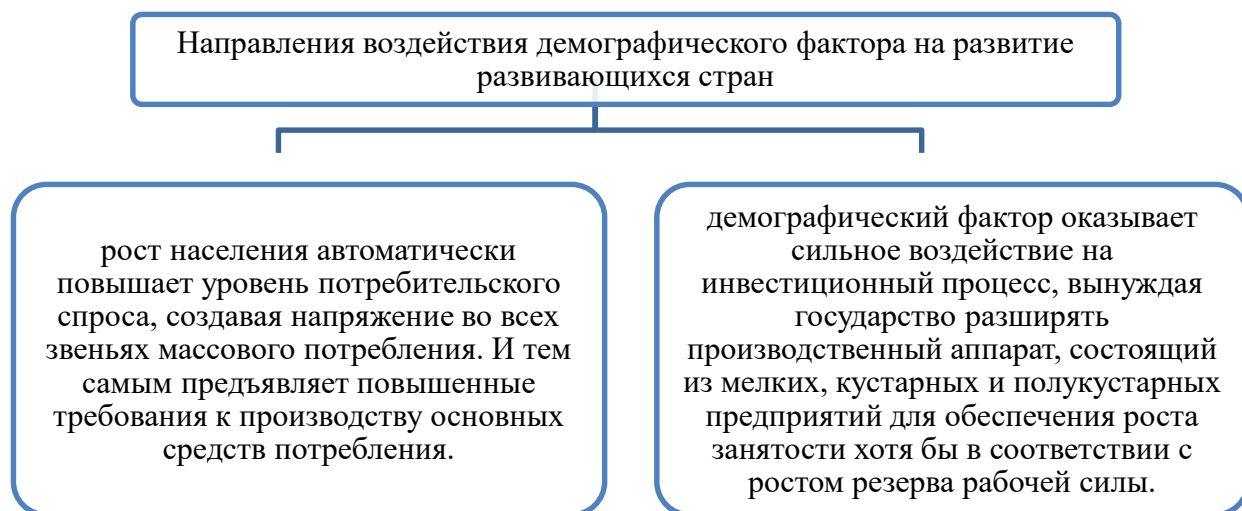 Направления воздействия демографического фактора на развитие
развивающихся стран
рост населения автоматически
повышает уровень потребительского
спроса, создавая напряжение во всех
звеньях массового потребления. И тем
самым предъявляет повышенные
требования к производству основных
средств потребления.
демографический фактор оказывает
сильное воздействие на
инвестиционный процесс, вынуждая
государство разширять
производственный аппарат, состоящий
из мелких, кустарных и полукустарных
предприятий для обеспечения роста
занятости хотя бы в соответствии с
ростом резерва рабочей силы.